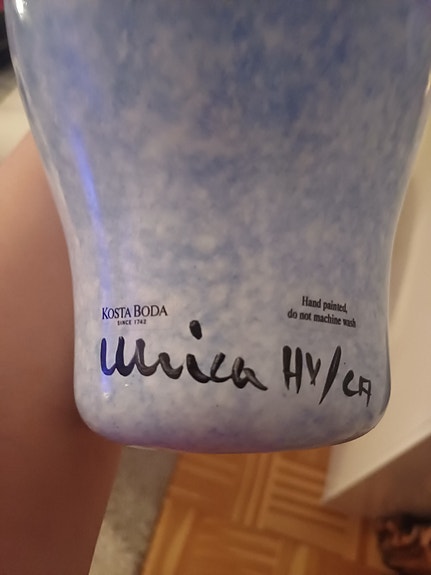 KOSTA BODA
SINCE 1742
Hand painted,
do not machine wash
Ulrica HV/CA